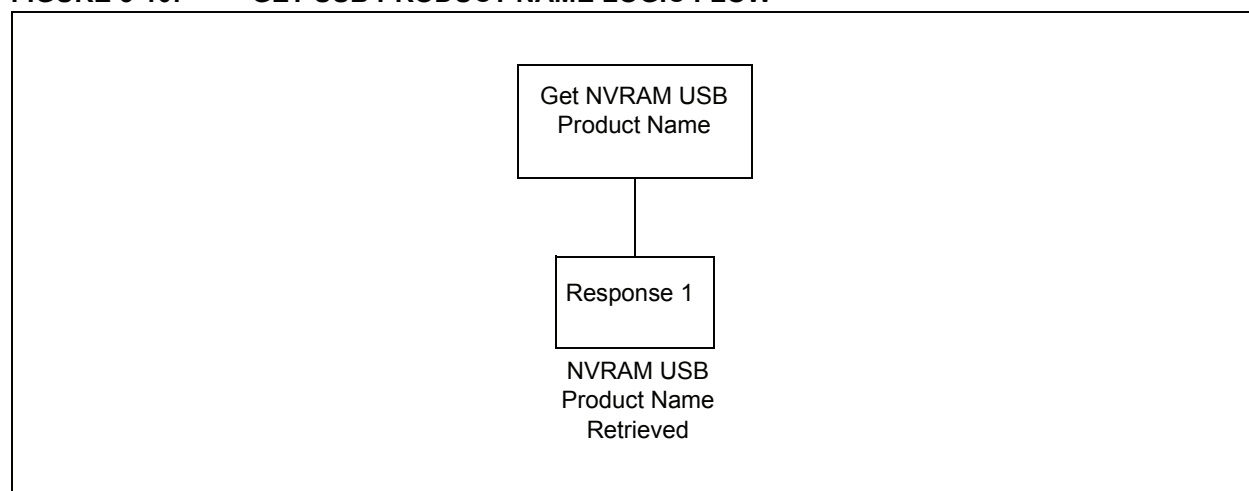 Get NVRAM USB
Product Name
Response 1
NVRAM USB
Product Name
Retrieved